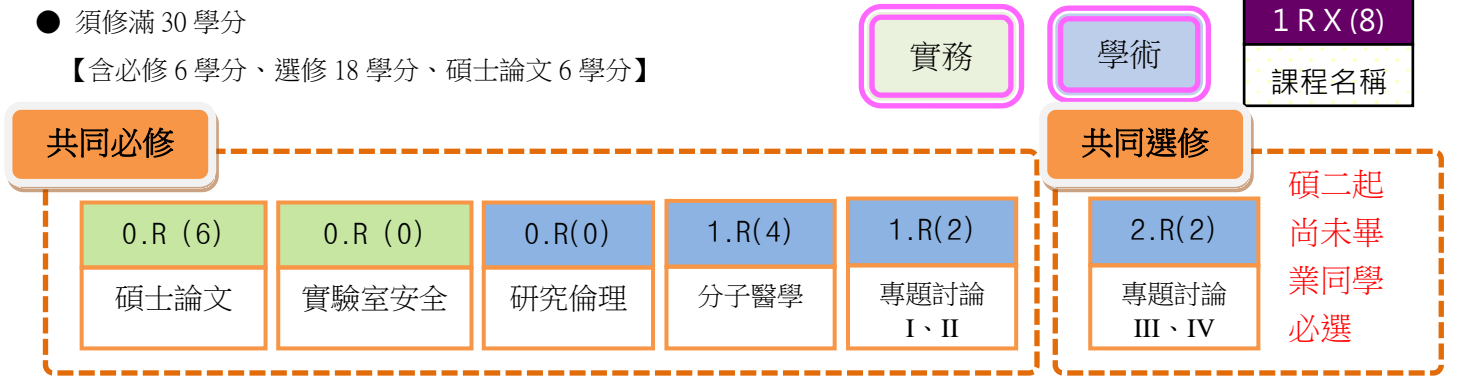 ● 須修滿 30 學分
【含必修 6 學分、選修 18 學分、碩士論文 6 學分】
實務
學術
1 R X (8)
課程名稱
共同必修
0.R (6)
碩士論文
0.R (0)
實驗室安全
0.R(0)
研究倫理
1.R(4)
分子醫學
1.R(2)
專題討論
I、II
共同選修
2.R(2)
專題討論
III、IV
碩二起
尚未畢
業同學
必選